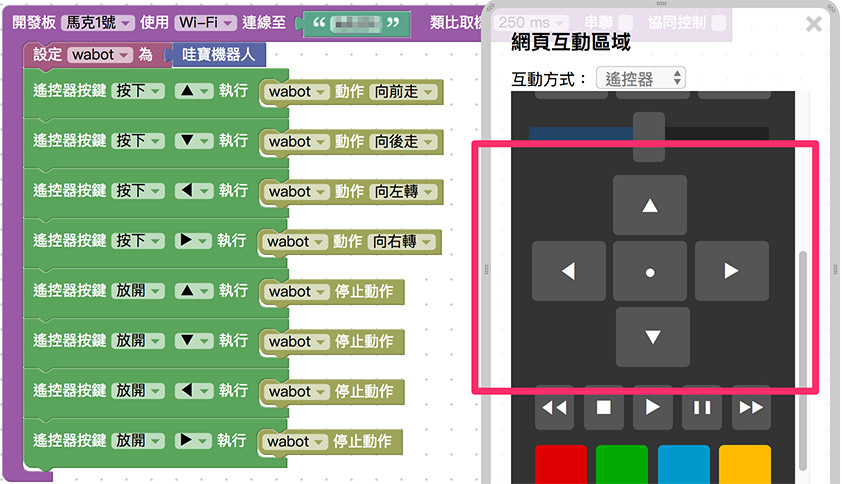 開發板 馬克1號 使用 Wi-Fi 連線至 “ ” 類比取樣 250 ms 串聯 協同控制
設定 wabot 為 哇寶機器人
遙控器按鍵 按下 ▲ 執行 wabot 動作 向前走
遙控器按鍵 按下 ▼ 執行 wabot 動作 向後走
遙控器按鍵 按下 ◀ 執行 wabot 動作 向左轉
遙控器按鍵 按下 ▶ 執行 wabot 動作 向右轉
遙控器按鍵 放開 ▲ 執行 wabot 停止動作
遙控器按鍵 放開 ▼ 執行 wabot 停止動作
遙控器按鍵 放開 ◀ 執行 wabot 停止動作
遙控器按鍵 放開 ▶ 執行 wabot 停止動作
網頁互動區域
互動方式： 遙控器